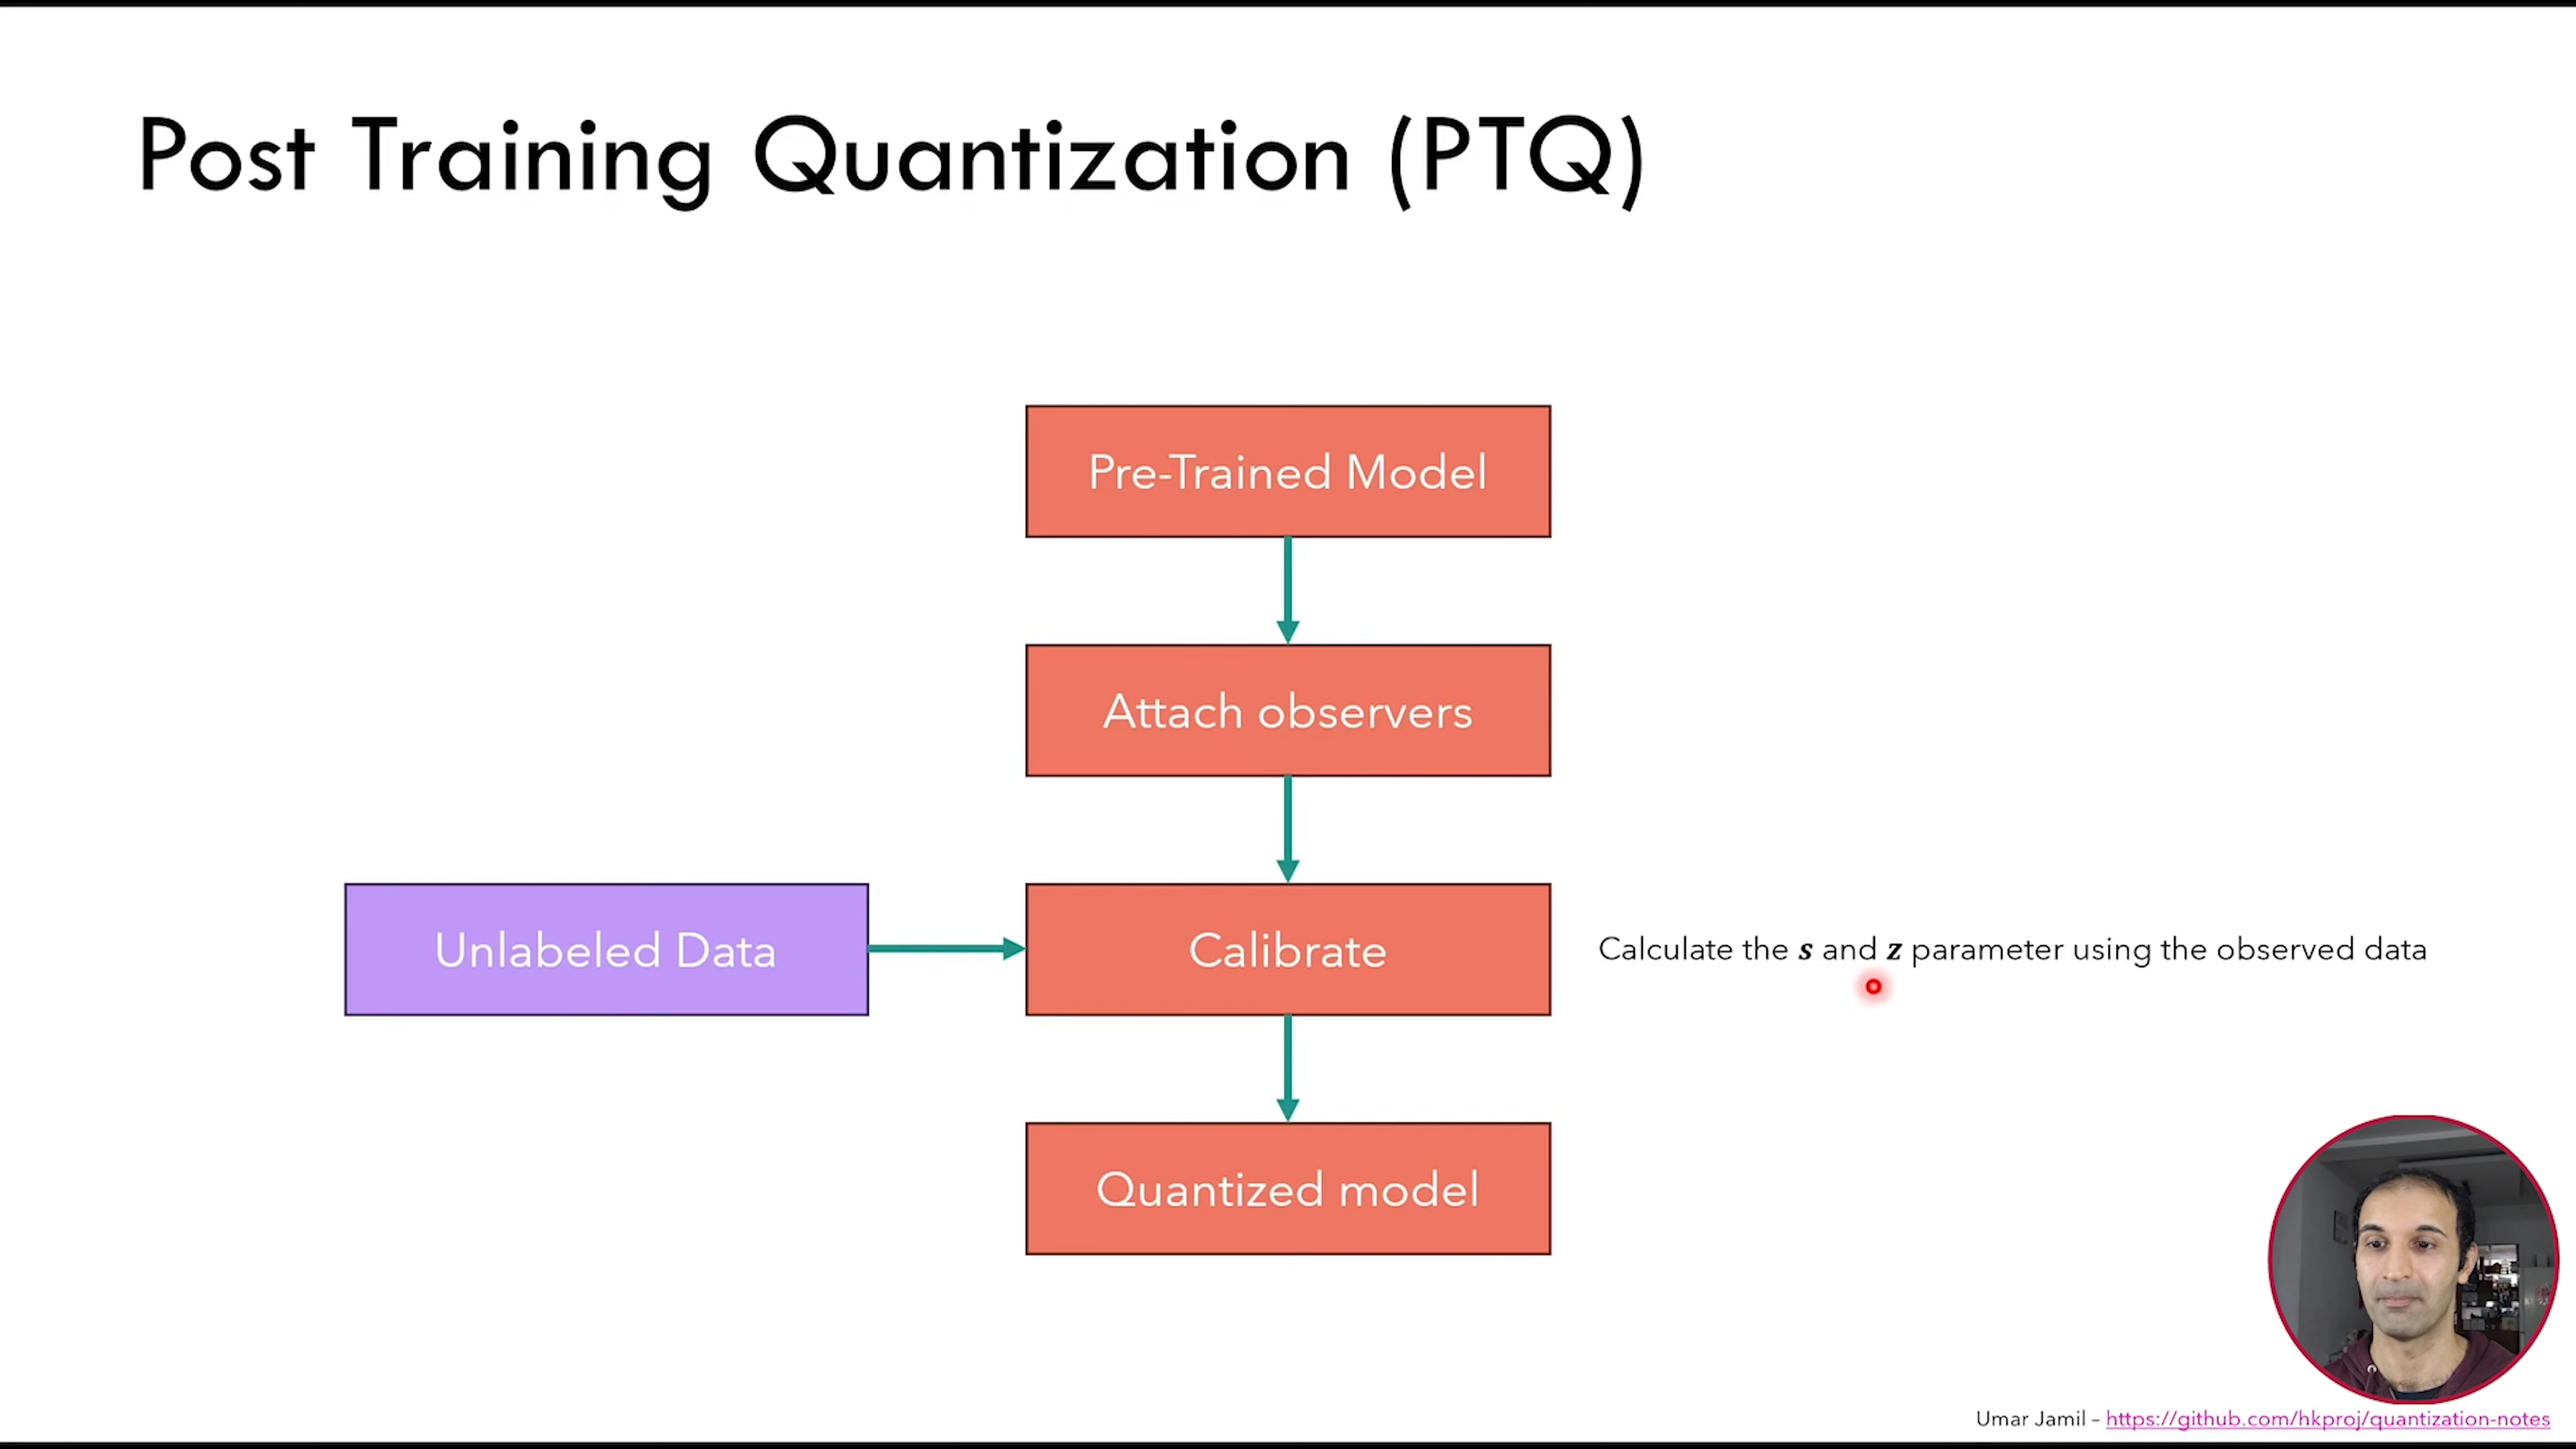 Post Training Quantization (PTQ)
Pre-Trained Model
Attach observers
Unlabeled Data
Calibrate
Calculate the s and z parameter using the observed data
Quantized model
Umar Jamil – https://github.com/hkproj/quantization-notes